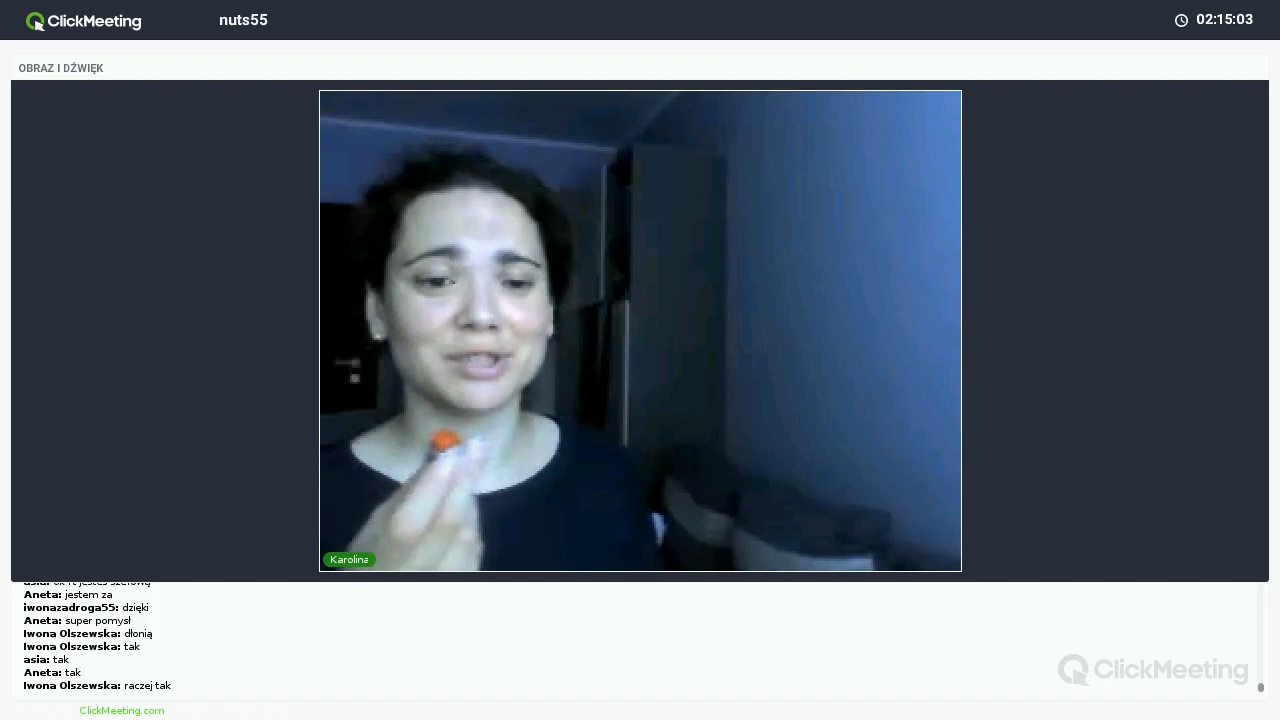 ClickMeeting
nuts55
02:15:03
OBRAZ I DŹWIĘK
Karolina
Aneta: jestem za
iwonazadroga55: dzięki
Aneta: super pomysł
Iwona Olszewska: dłonią
Iwona Olszewska: tak
asia: tak
Aneta: tak
Iwona Olszewska: raczej tak
ClickMeeting
ClickMeeting.com